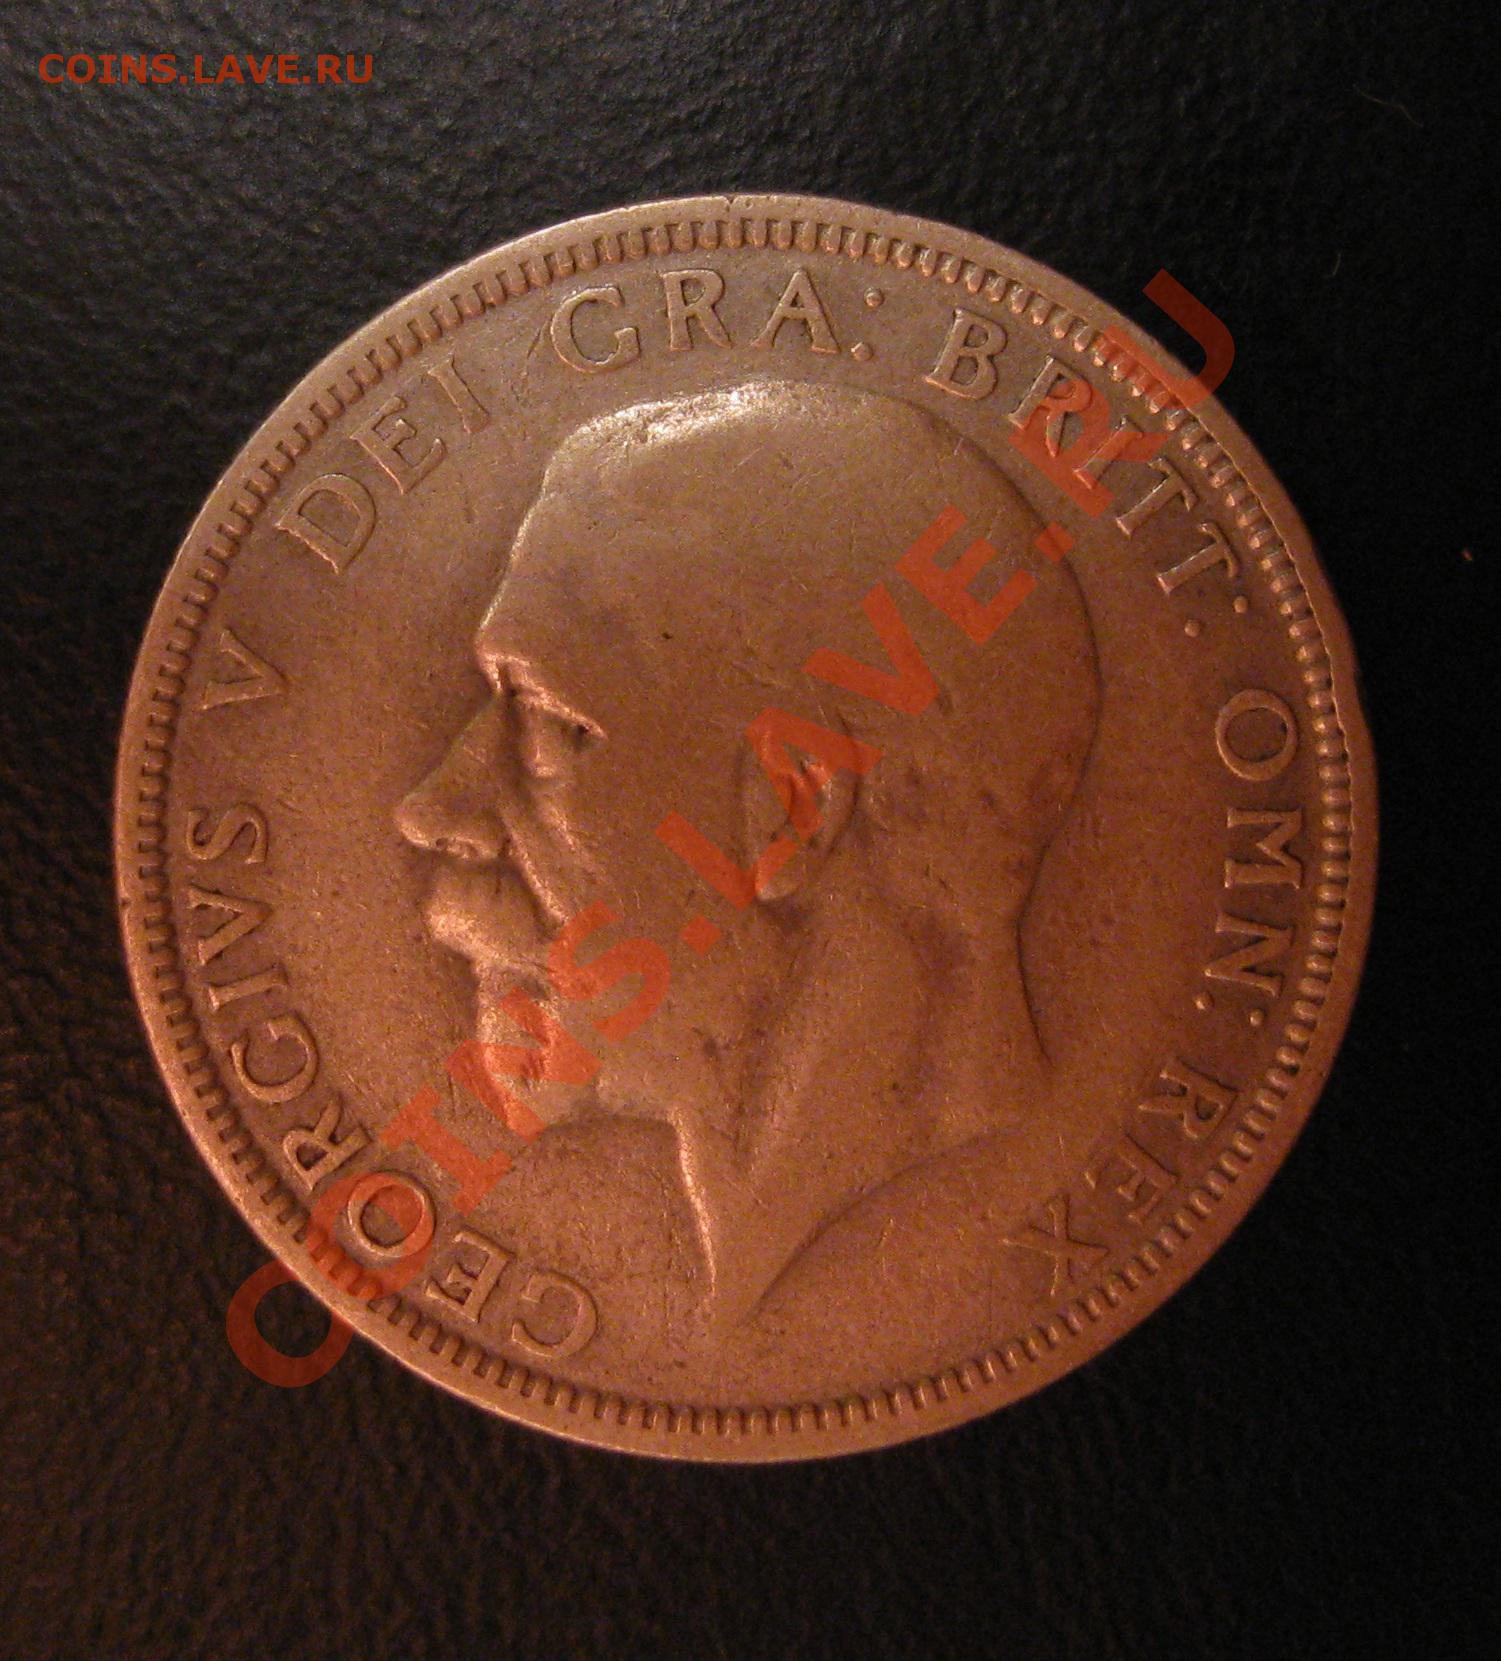 COINS.LAVE.RU
GEORGIVS V DEI GRA: BRITT: OMN: REX
COINS.LAVE.RU